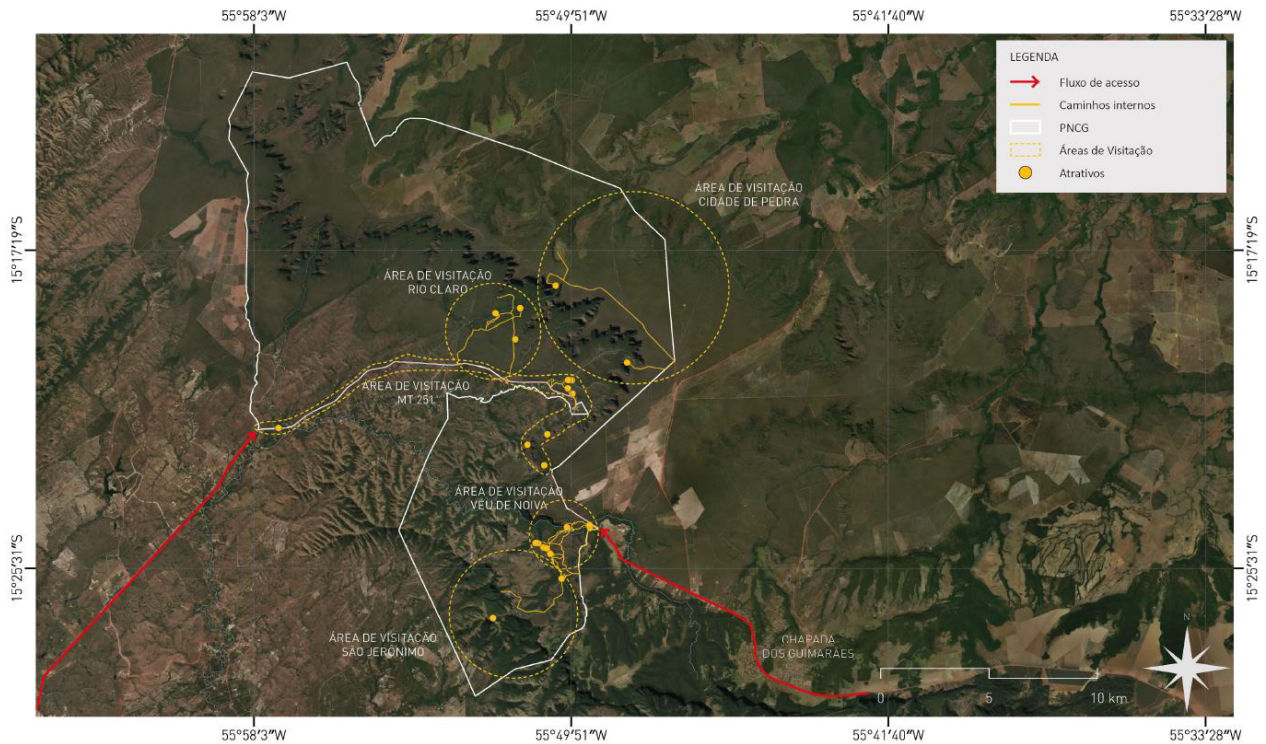 55°58'3"W
55°49'51"W
55°41'40"W
55°33'28"W
LEGENDA
Fluxo de acesso
Caminhos internos
PNCG
Áreas de Visitação
Atrativos
ÁREA DE VISITAÇÃO
CIDADE DE PEDRA
15°17'19"S
15°17'19"S
ÁREA DE VISITAÇÃO
RIO CLARO
ÁREA DE VISITAÇÃO
MT 251
ÁREA DE VISITAÇÃO
VÉU DE NOIVA
15°25'31"S
15°25'31"S
ÁREA DE VISITAÇÃO
SÃO JERÔNIMO
CHAPADA
DOS GUIMARÃES
N
0 5 10 km
55°58'3"W
55°49'51"W
55°41'40"W
55°33'28"W